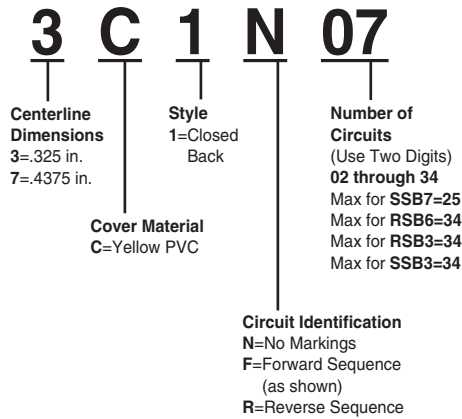 3 C 1 N 07
Centerline
Dimensions
3=.325 in.
7=.4375 in.
Style
1=Closed
Back
Number of
Circuits
(Use Two Digits)
02 through 34
Max for SSB7=25
Max for RSB6=34
Max for RSB3=34
Max for SSB3=34
Cover Material
C=Yellow PVC
Circuit Identification
N=No Markings
F=Forward Sequence
(as shown)
R=Reverse Sequence